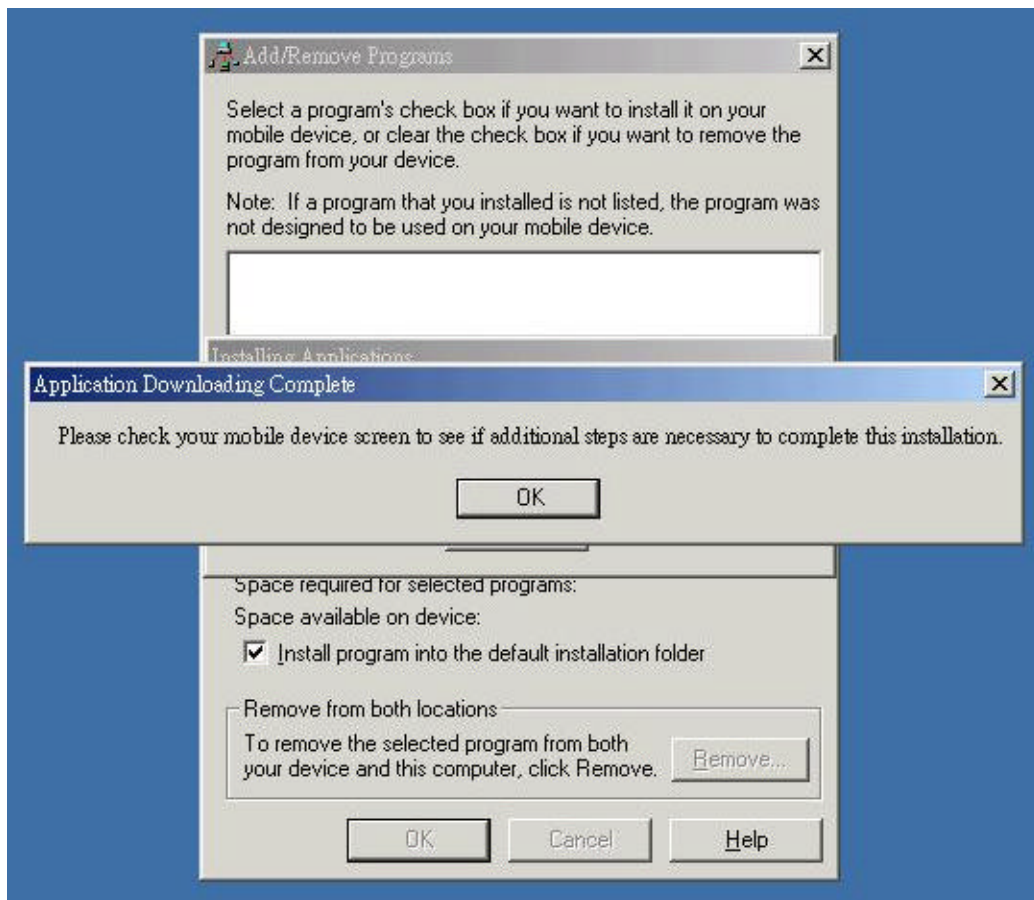 Add/Remove Programs
Select a program's check box if you want to install it on your
mobile device, or clear the check box if you want to remove the
program from your device.
Note: If a program that you installed is not listed, the program was
not designed to be used on your mobile device.
Installing Applications
Application Downloading Complete
Please check your mobile device screen to see if additional steps are necessary to complete this installation.
OK
Space required for selected programs:
Space available on device:
Install program into the default installation folder
Remove from both locations
To remove the selected program from both
your device and this computer, click Remove.
Remove...
OK
Cancel
Help